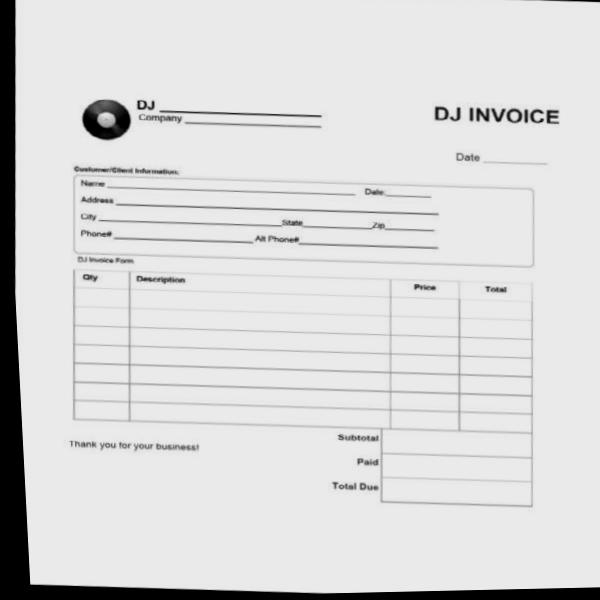 DJ
Company
DJ INVOICE
Date
Customer/Client Information:
Name Date:
Address
City State Zip
Phone# Alt Phone#
DJ Invoice Form
Qty Description Price Total
Subtotal
Thank you for your business!
Paid
Total Due